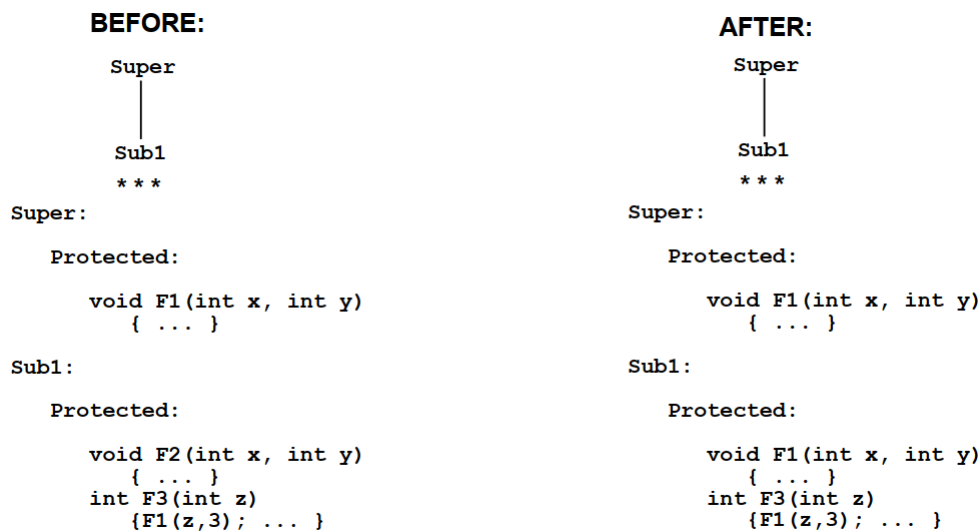 BEFORE:
Super
Sub1
***
Super:
Protected:
void F1(int x, int y)
{ ... }
Sub1:
Protected:
void F2(int x, int y)
{ ... }
int F3(int z)
{F1(z,3); ... }
AFTER:
Super
Sub1
***
Super:
Protected:
void F1(int x, int y)
{ ... }
Sub1:
Protected:
void F1(int x, int y)
{ ... }
int F3(int z)
{F1(z,3); ... }